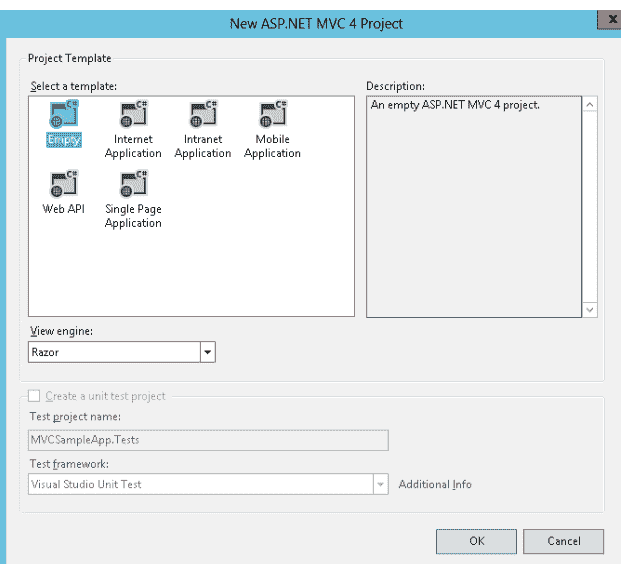 New ASP.NET MVC 4 Project
x
Project Template
Select a template:
Description:
C#
C#
C#
C#
Empty
Internet
Application
Intranet
Application
Mobile
Application
C#
C#
Web API
Single Page
Application
An empty ASP.NET MVC 4 project.
View engine:
Razor
Create a unit test project
Test project name:
MVCSampleApp.Tests
Test framework:
Visual Studio Unit Test
Additional Info
OK
Cancel